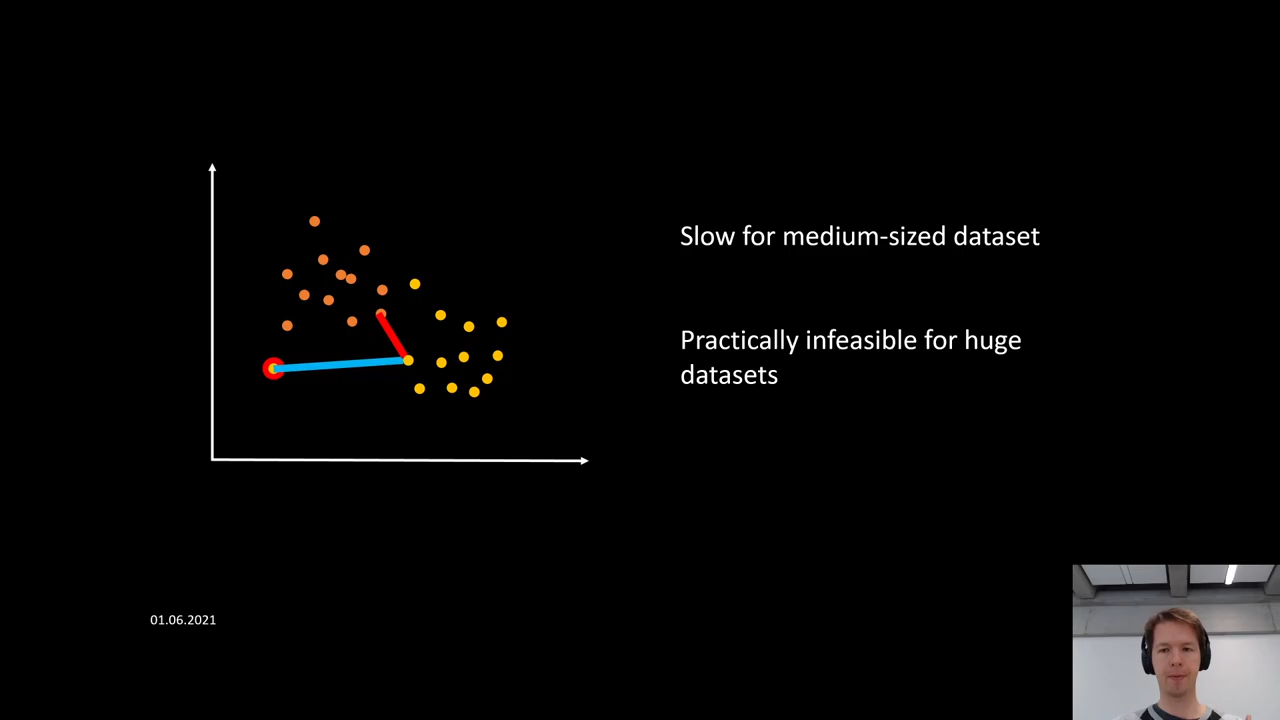 Slow for medium-sized dataset
Practically infeasible for huge
datasets
01.06.2021